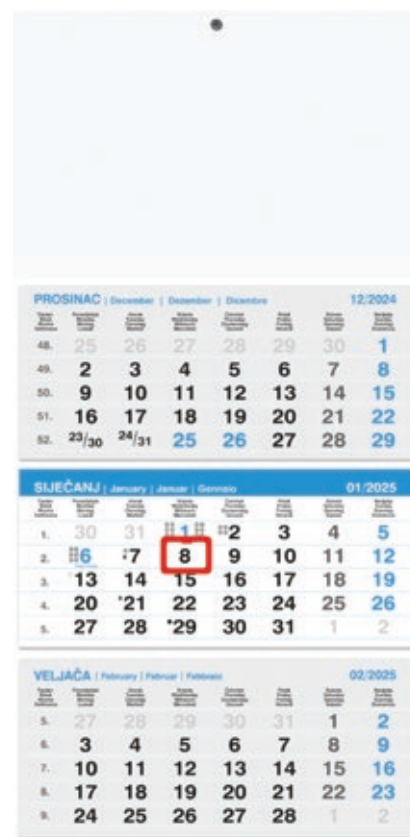 PROSINAC | December | Dezember | Dicembre 12/2024
48. 25 26 27 28 29 30 1
49. 2 3 4 5 6 7 8
50. 9 10 11 12 13 14 15
51. 16 17 18 19 20 21 22
52. 23/30 24/31 25 26 27 28 29
SIJEČANJ | January | Januar | Gennaio 01/2025
1. 30 31 1 2 3 4 5
2. 6 7 8 9 10 11 12
3. 13 14 15 16 17 18 19
4. 20 21 22 23 24 25 26
5. 27 28 29 30 31 1 2
VELJAČA | February | Februar | Febbraio 02/2025
5. 27 28 29 30 31 1 2
6. 3 4 5 6 7 8 9
7. 10 11 12 13 14 15 16
8. 17 18 19 20 21 22 23
9. 24 25 26 27 28 1 2